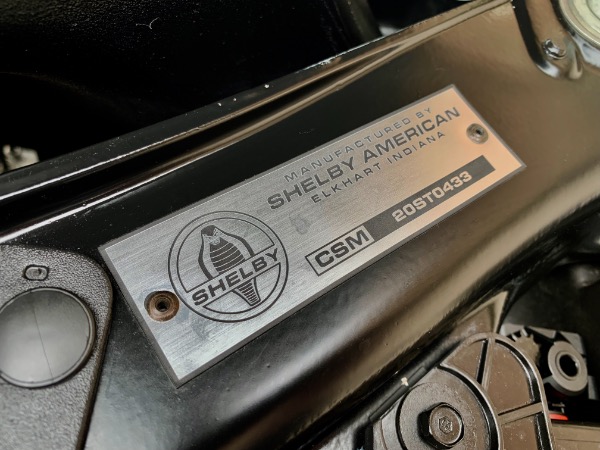 MANUFACTURED BY
SHELBY AMERICAN
ELKHART INDIANA
SHELBY
CSM 20ST0433